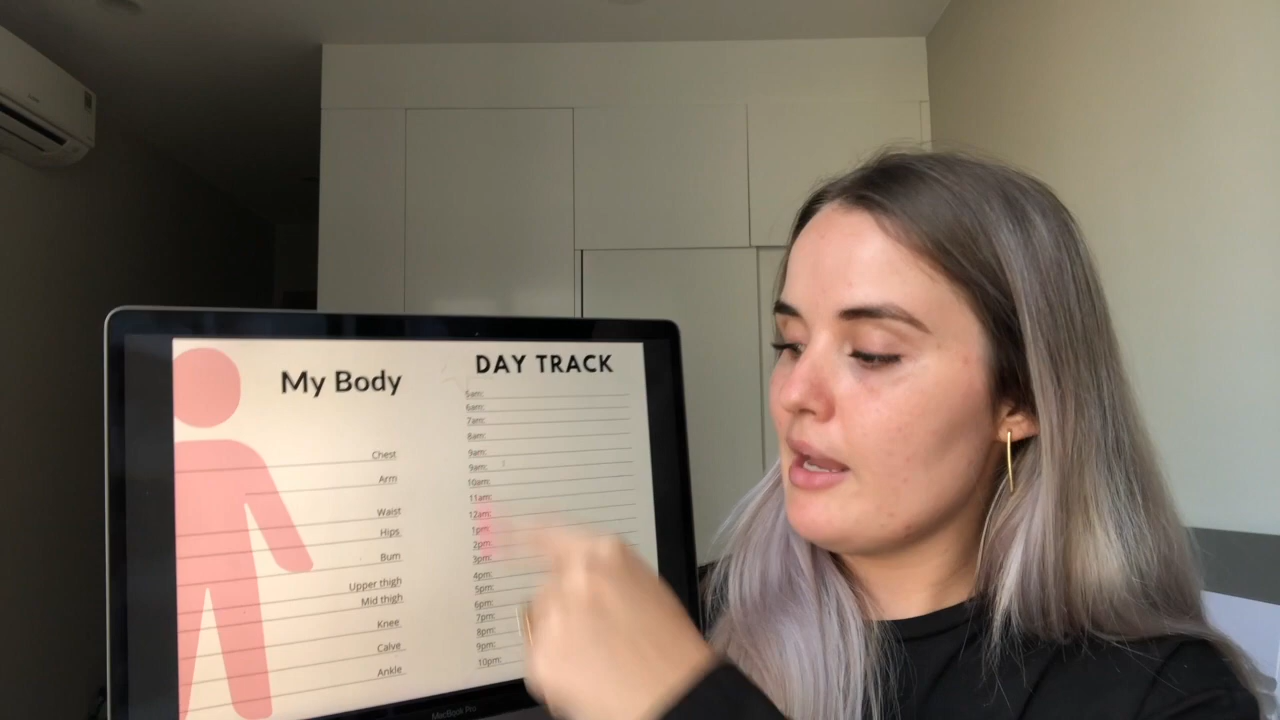 My Body
Chest
Arm
Waist
Hips
Bum
Upper thigh
Mid thigh
Knee
Calve
Ankle
DAY TRACK
5am:
6am:
7am:
8am:
9am:
9am:
10am:
11am:
12am:
1pm:
2pm:
3pm:
4pm:
5pm:
6pm:
7pm:
8pm:
9pm:
10pm:
MacBook Pro